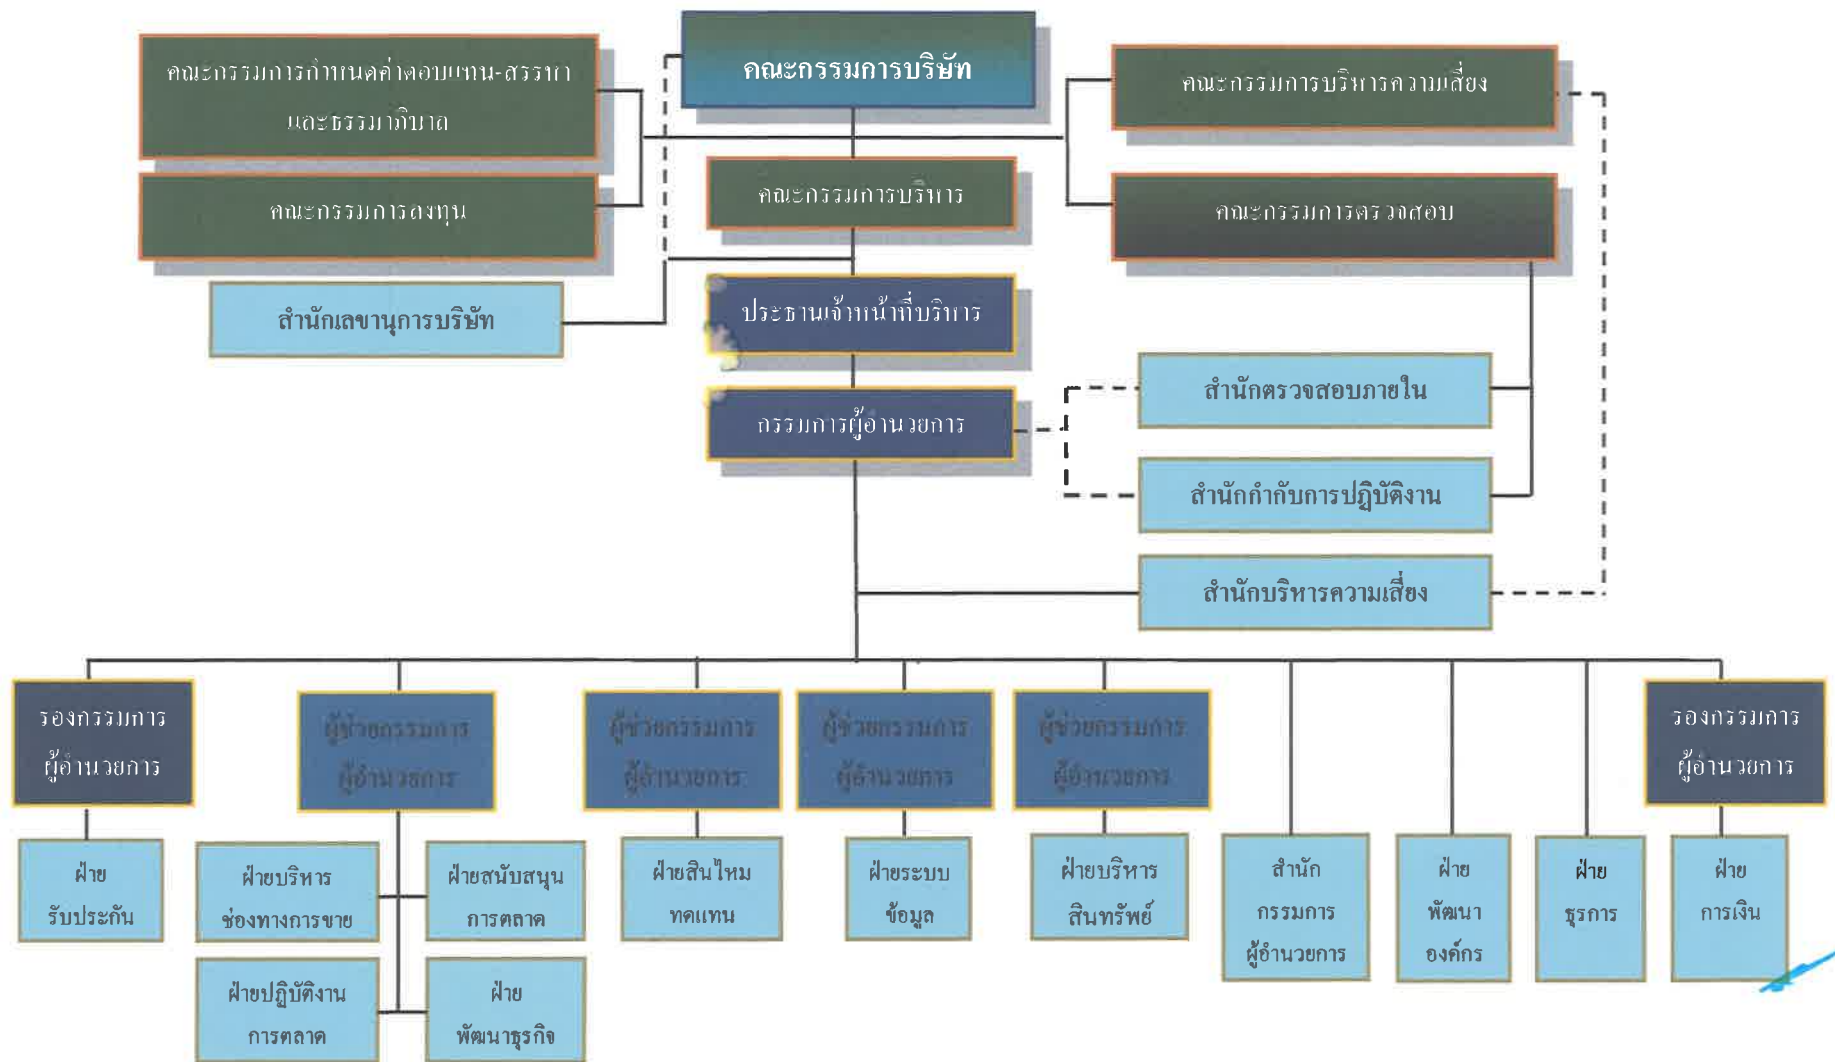 คณะกรรมการบริษัท
คณะกรรมการกำหนดค่าตอบแทน-สรรหา
และธรรมาภิบาล
คณะกรรมการบริหารความเสี่ยง
คณะกรรมการลงทุน
คณะกรรมการบริหาร
คณะกรรมการตรวจสอบ
สำนักเลขานุการบริษัท
ประธานเจ้าหน้าที่บริหาร
กรรมการผู้อำนวยการ
สำนักตรวจสอบภายใน
สำนักกำกับการปฏิบัติงาน
สำนักบริหารความเสี่ยง
รองกรรมการ
ผู้อำนวยการ
ผู้ช่วยกรรมการ
ผู้อำนวยการ
ผู้ช่วยกรรมการ
ผู้อำนวยการ
ผู้ช่วยกรรมการ
ผู้อำนวยการ
ผู้ช่วยกรรมการ
ผู้อำนวยการ
รองกรรมการ
ผู้อำนวยการ
ฝ่าย
รับประกัน
ฝ่ายบริหาร
ช่องทางการขาย
ฝ่ายสนับสนุน
การตลาด
ฝ่ายปฏิบัติงาน
การตลาด
ฝ่าย
พัฒนาธุรกิจ
ฝ่ายสินไหม
ทดแทน
ฝ่ายระบบ
ข้อมูล
ฝ่ายบริหาร
สินทรัพย์
สำนัก
กรรมการ
ผู้อำนวยการ
ฝ่าย
พัฒนา
องค์กร
ฝ่าย
ธุรการ
ฝ่าย
การเงิน